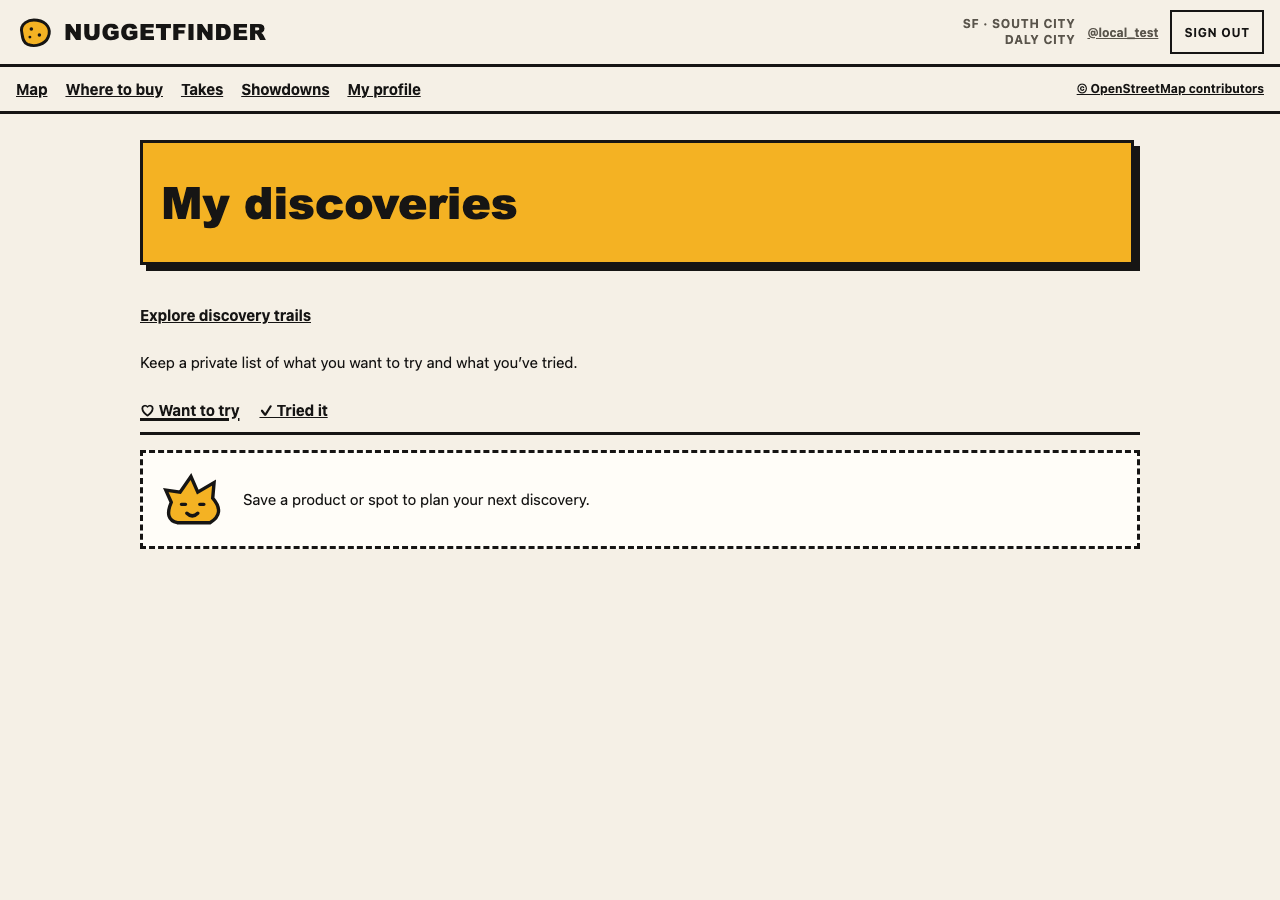 NUGGETFINDER
SF · SOUTH CITY
DALY CITY
@local_test
SIGN OUT
Map Where to buy Takes Showdowns My profile
© OpenStreetMap contributors
My discoveries
Explore discovery trails
Keep a private list of what you want to try and what you’ve tried.
♡ Want to try ✓ Tried it
Save a product or spot to plan your next discovery.